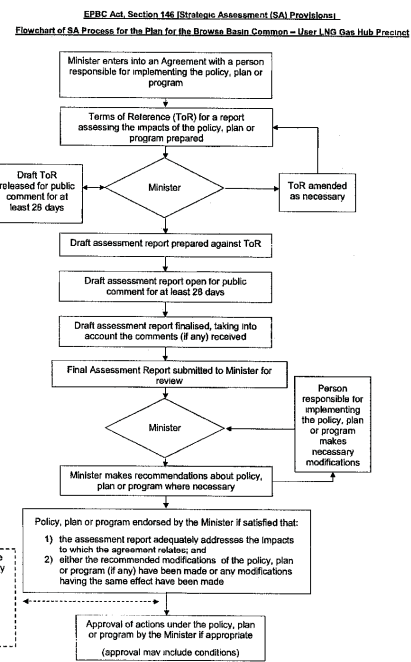 EPBC Act, Section 146 [Strategic Assessment (SA) Provisions]
Flowchart of SA Process for the Plan for the Browse Basin Common – User LNG Gas Hub Precinct
Minister enters into an Agreement with a person
responsible for implementing the policy, plan or
program
Terms of Reference (ToR) for a report
assessing the impacts of the policy, plan or
program prepared
Draft ToR
released for public
comment for at
least 28 days
Minister
ToR amended
as necessary
Draft assessment report prepared against ToR
Draft assessment report open for public
comment for at least 28 days
Draft assessment report finalised, taking into
account the comments (if any) received
Final Assessment Report submitted to Minister for
review
Person
responsible for
implementing
the policy, plan
or program
makes
necessary
modifications
Minister
Minister makes recommendations about policy,
plan or program where necessary
Policy, plan or program endorsed by the Minister if satisfied that:
1) the assessment report adequately addresses the impacts
to which the agreement relates; and
2) either the recommended modifications of the policy, plan
or program (if any) have been made or any modifications
having the same effect have been made
Approval of actions under the policy, plan
or program by the Minister if appropriate
(approval may include conditions)